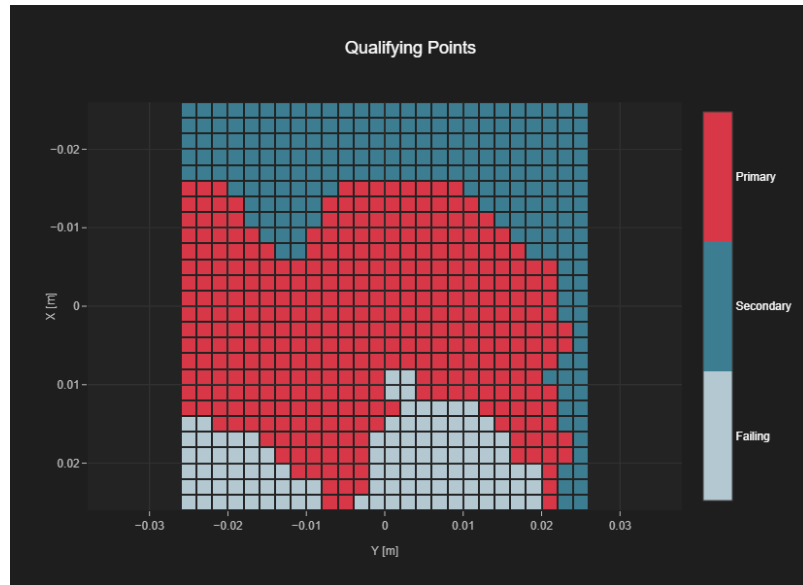 Qualifying Points
−0.02
−0.01
0
0.01
0.02
X [m]
−0.03
−0.02
−0.01
0
0.01
0.02
0.03
Y [m]
Primary
Secondary
Failing